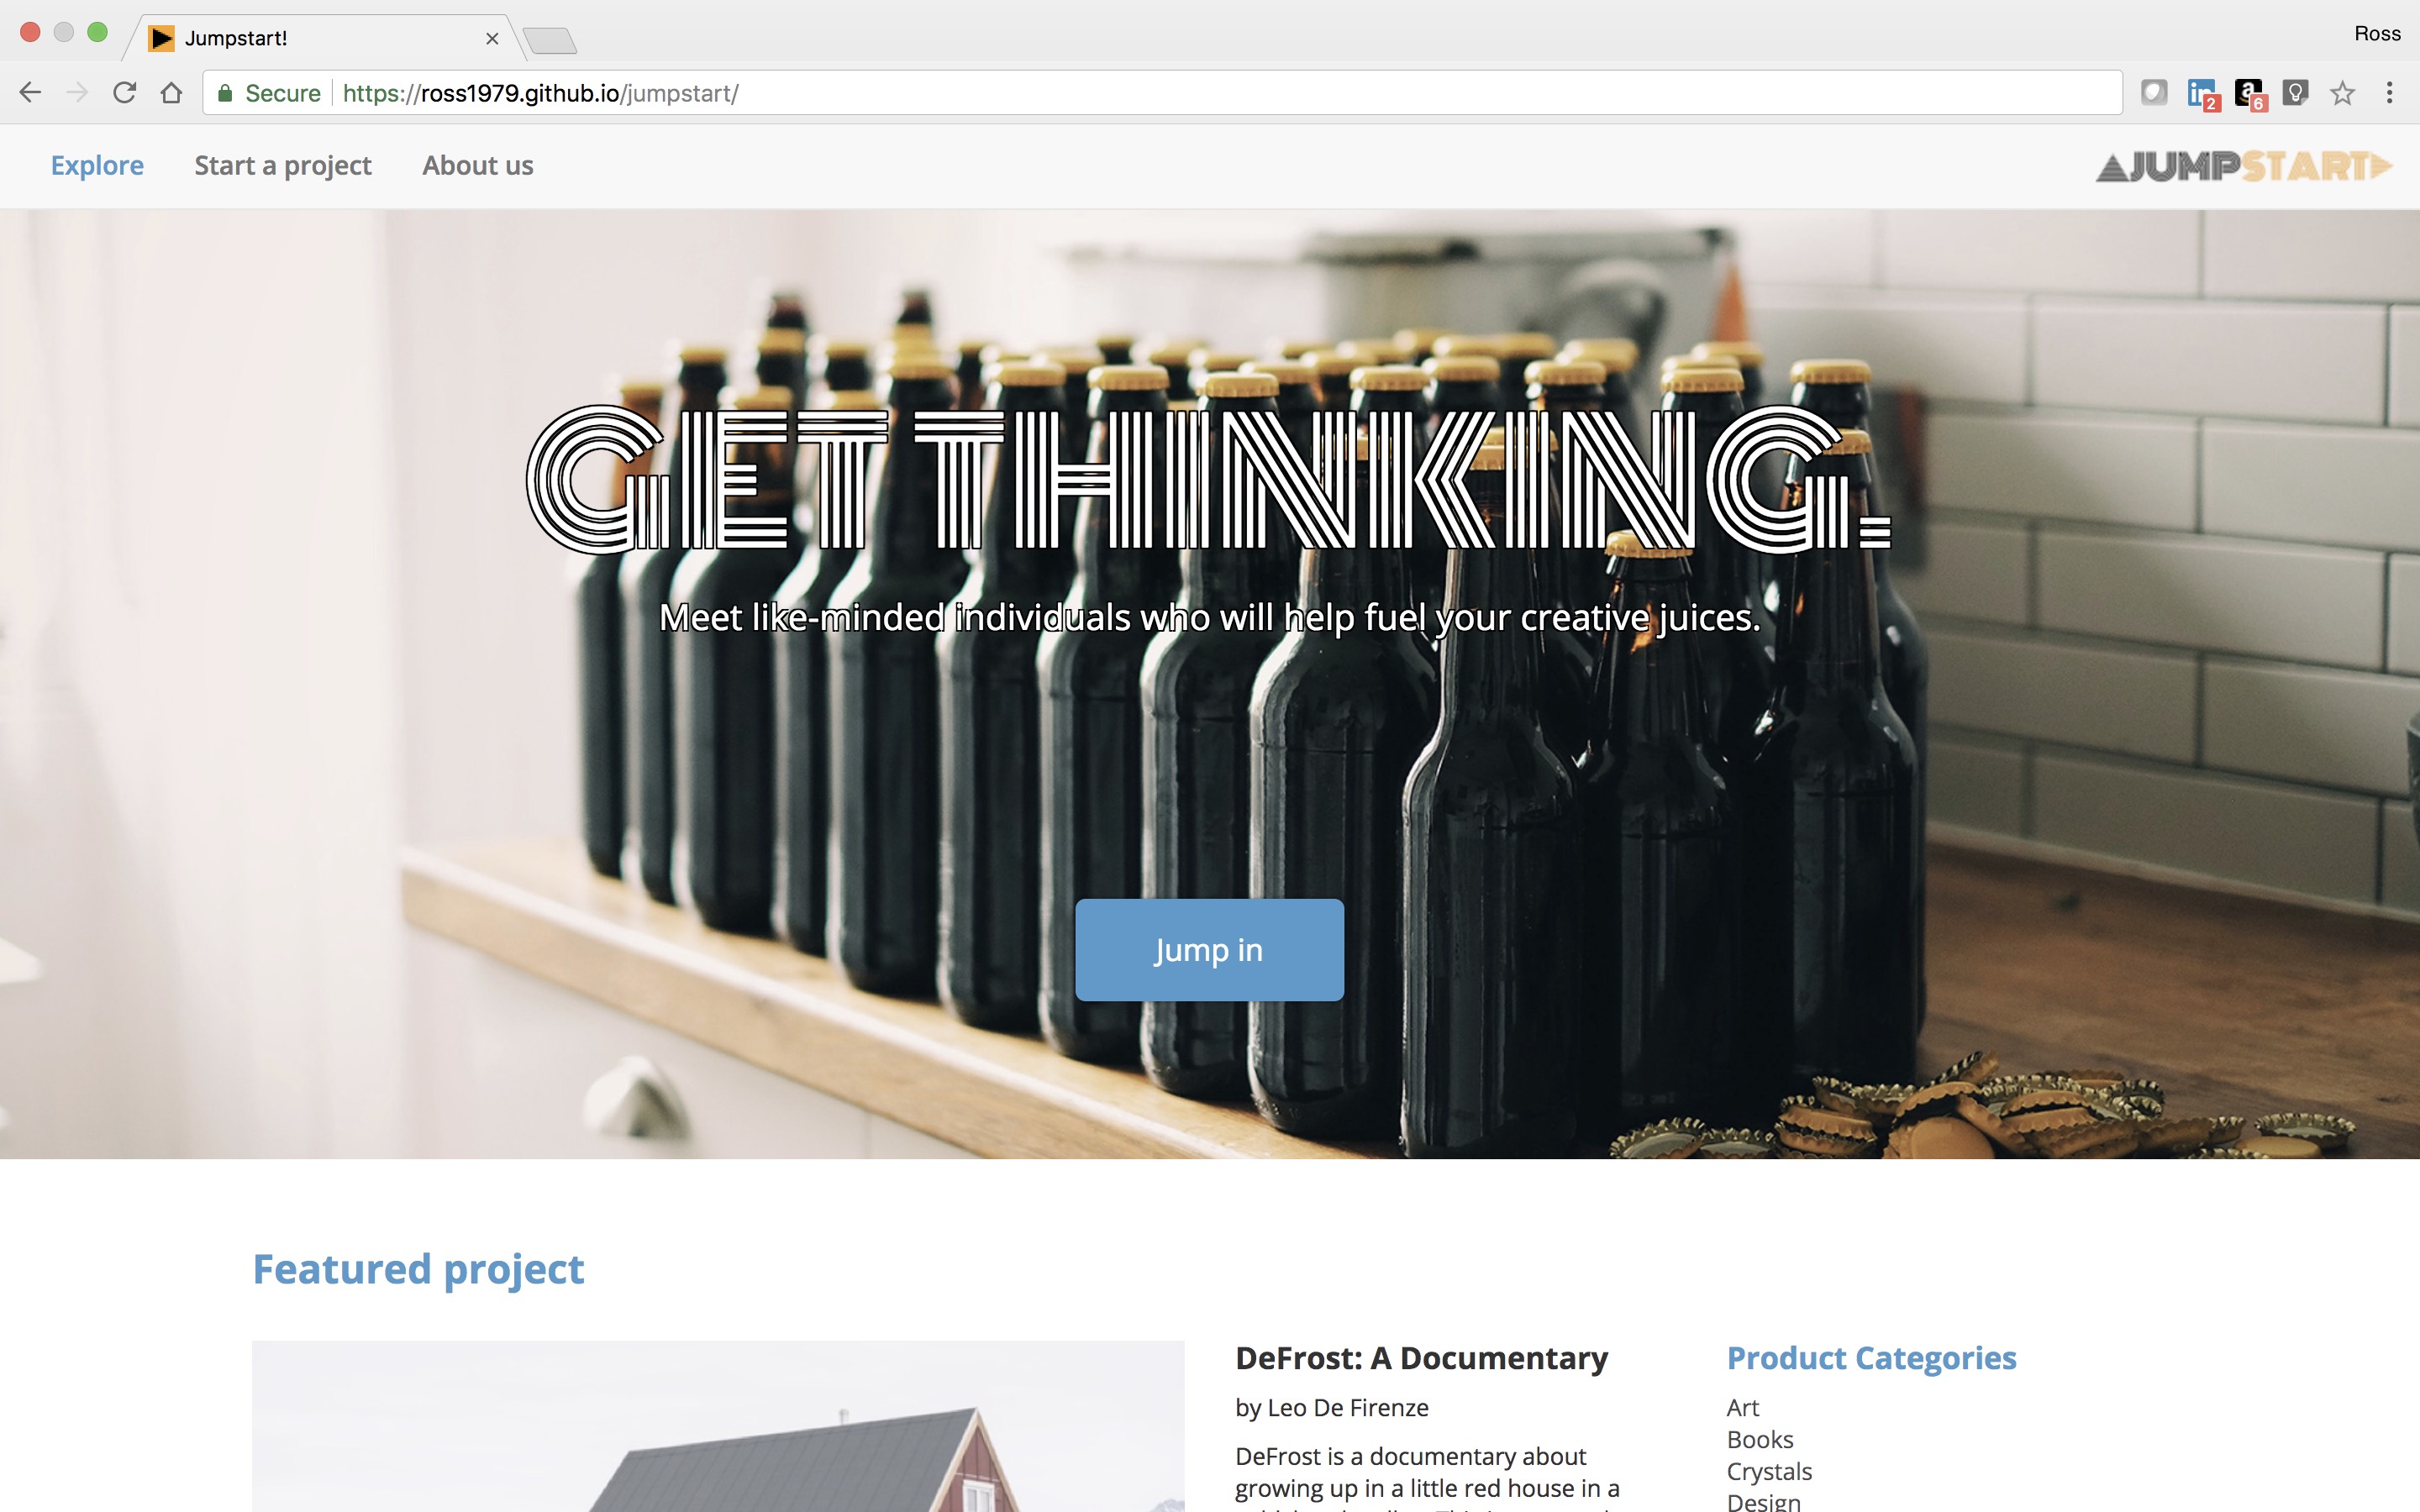 Jumpstart!
Ross
Secure https://ross1979.github.io/jumpstart/
2
a
6
Explore Start a project About us
JUMPSTART
GET THINKING.
Meet like-minded individuals who will help fuel your creative juices.
Jump in
Featured project
DeFrost: A Documentary
by Leo De Firenze
DeFrost is a documentary about
growing up in a little red house in a
Product Categories
Art
Books
Crystals
Design